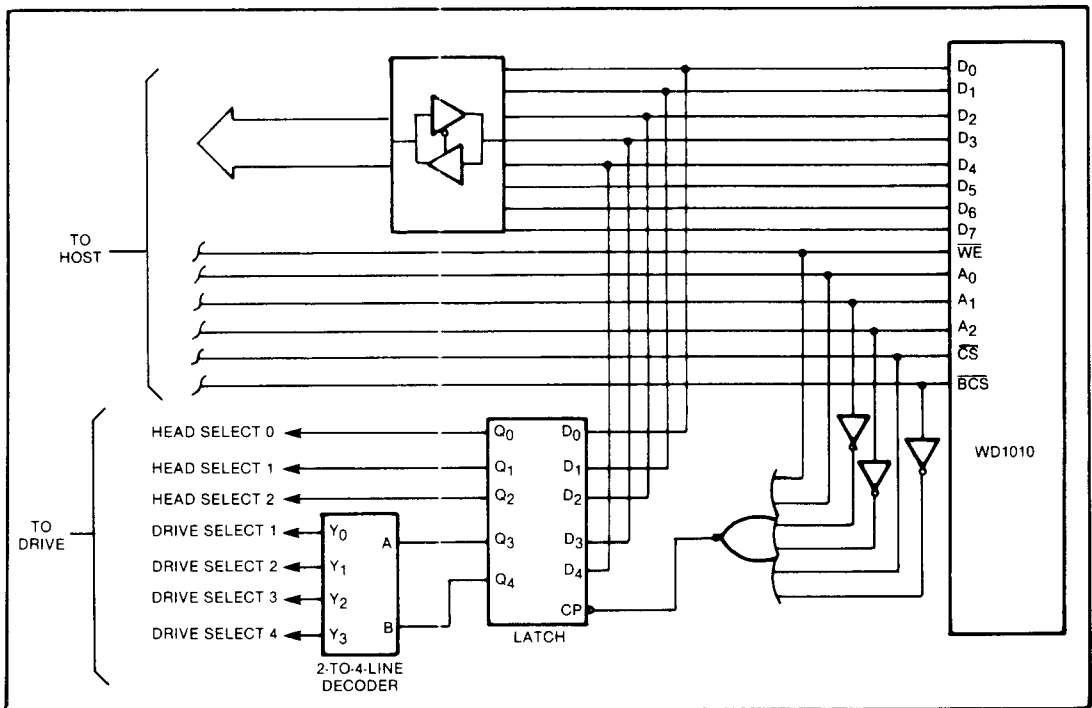 TO
HOST
D0
D1
D2
D3
D4
D5
D6
D7
W̅E̅
A0
A1
A2
C̅S̅
B̅C̅S̅
WD1010
TO
DRIVE
HEAD SELECT 0
HEAD SELECT 1
HEAD SELECT 2
DRIVE SELECT 1
DRIVE SELECT 2
DRIVE SELECT 3
DRIVE SELECT 4
Y0
Y1
Y2
Y3
A
B
2-TO-4-LINE
DECODER
Q0
Q1
Q2
Q3
Q4
D0
D1
D2
D3
D4
CP
LATCH